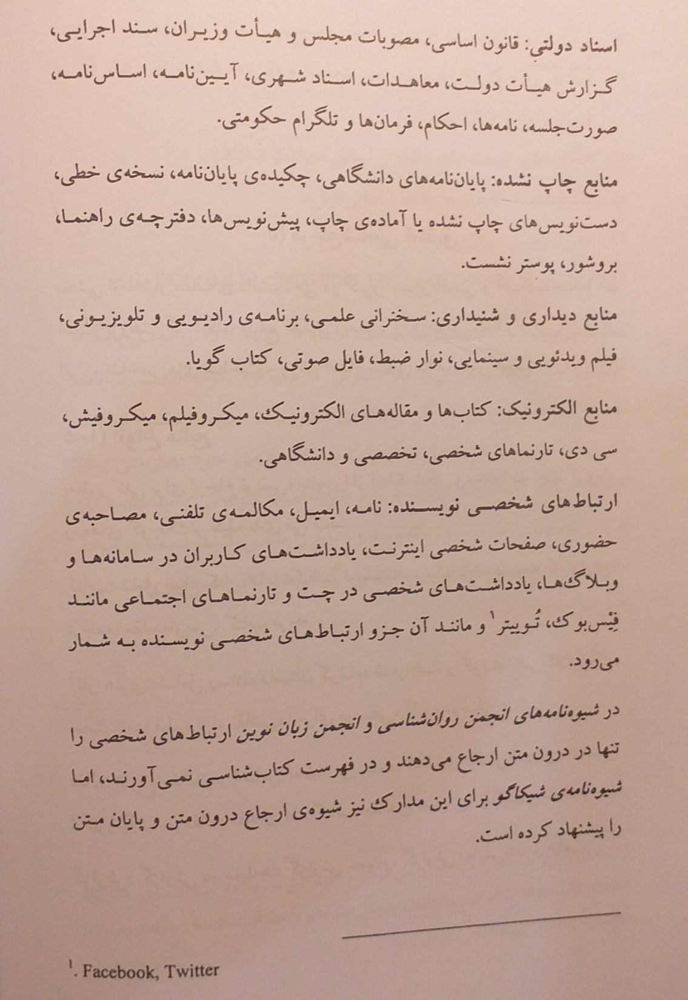 اسناد دولتي: قانون اساسی، مصوبات مجلس و هیأت وزیران، سند اجرایی،
گزارش هیأت دولت، معاهدات، اسناد شهری، آیین‌نامه، اساس‌نامه،
صورت‌جلسه، نامه‌ها، احکام، فرمان‌ها و تلگرام حکومتی.
منابع چاپ نشده: پایان‌نامه‌های دانشگاهی، چکیده‌ی پایان‌نامه، نسخه‌ی خطی،
دست‌نویس‌های چاپ نشده یا آماده‌ی چاپ، پیش‌نویس‌ها، دفترچه‌ی راهنما،
بروشور، پوستر نشست.
منابع دیداری و شنیداری: سخنرانی علمی، برنامه‌ی رادیویی و تلویزیونی،
فیلم ویدئویی و سینمایی، نوار ضبط، فایل صوتی، کتاب گویا.
منابع الکترونیک: کتاب‌ها و مقاله‌های الکترونیك، میکروفیلم، میکروفیش،
سی دی، تارنماهای شخصی، تخصصی و دانشگاهی.
ارتباط‌های شخصی نویسنده: نامه، ایمیل، مکالمه‌ی تلفنی، مصاحبه‌ی
حضوری، صفحات شخصی اینترنت، یادداشت‌های کاربران در سامانه‌ها و
وبلاگ‌ها، یادداشت‌های شخصی در چت و تارنماهای اجتماعی مانند
فِیْس‌بوك، تُوییتر۱ و مانند آن جزو ارتباط‌های شخصی نویسنده به شمار
می‌رود.
در شیوه‌نامه‌های انجمن روان‌شناسی و انجمن زبان نوین ارتباط‌های شخصی را
تنها در درون متن ارجاع می‌دهند و در فهرست کتاب‌شناسی نمی‌آورند، اما
شیوه‌نامه‌ی شیکاگو برای این مدارك نیز شیوه‌ی ارجاع درون متن و پایان متن
را پیشنهاد کرده است.
1. Facebook, Twitter